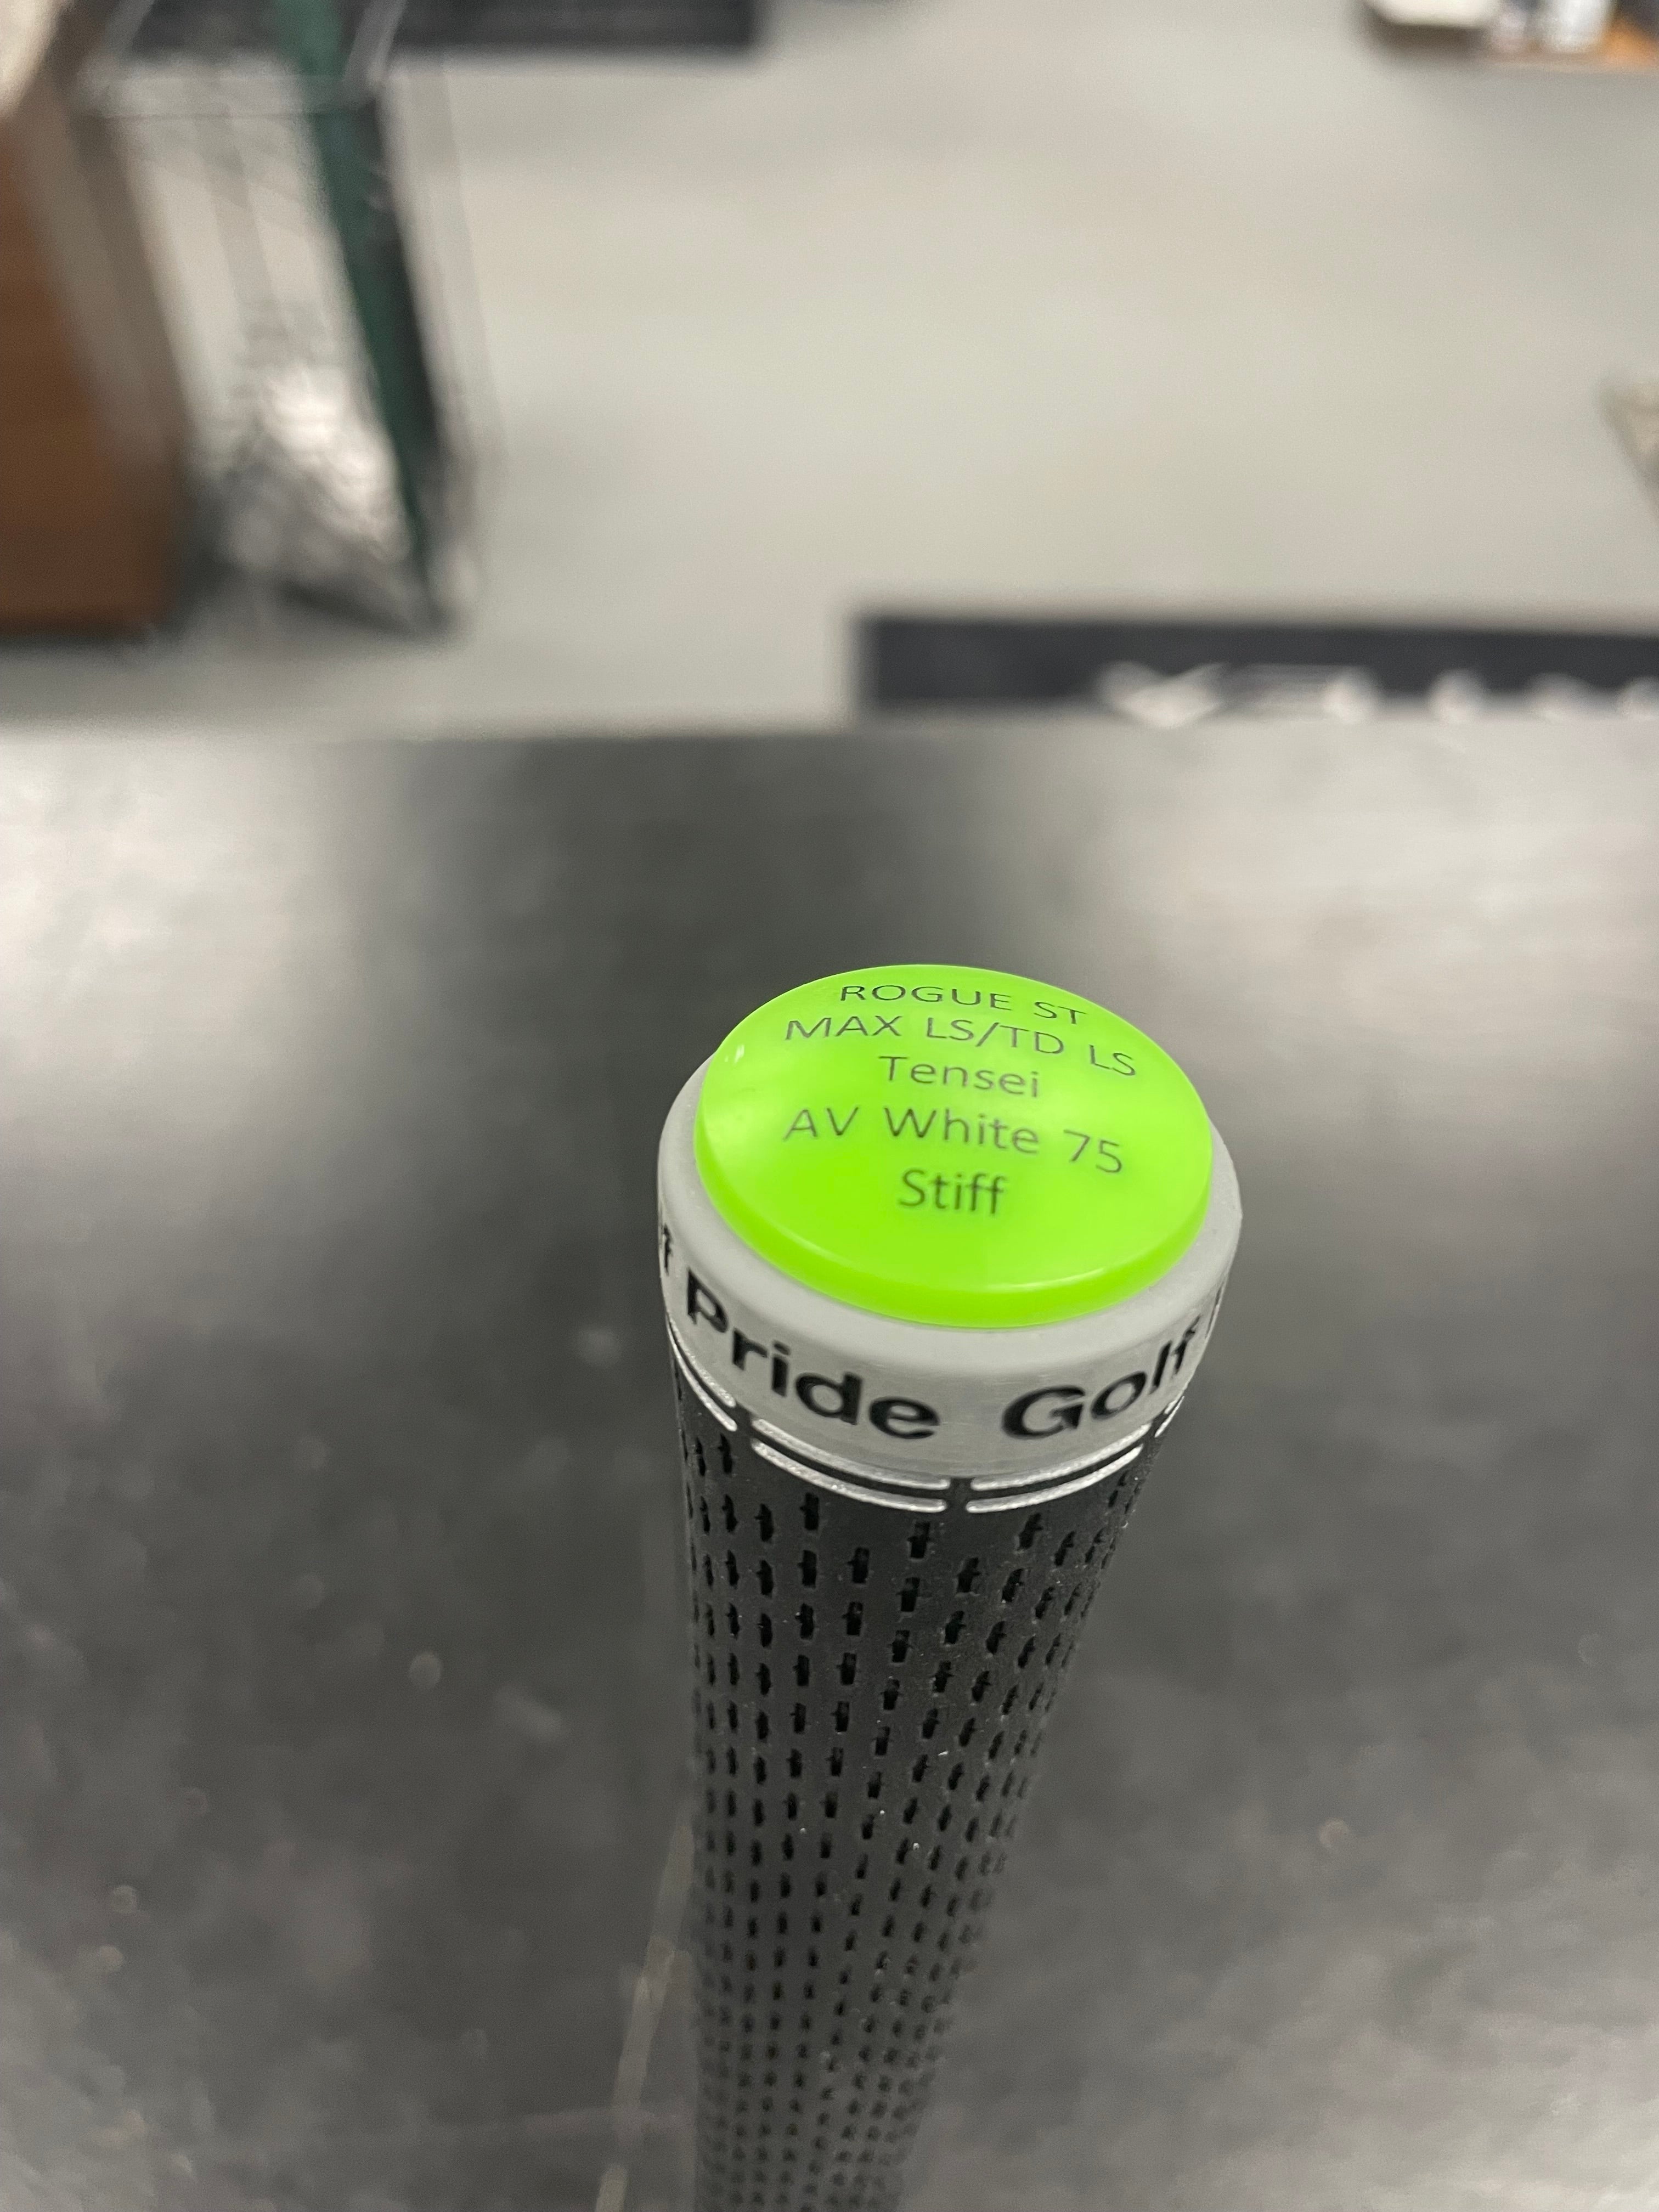 ROGUE ST
MAX LS/TD LS
Tensei
AV White 75
Stiff
Pride Golf